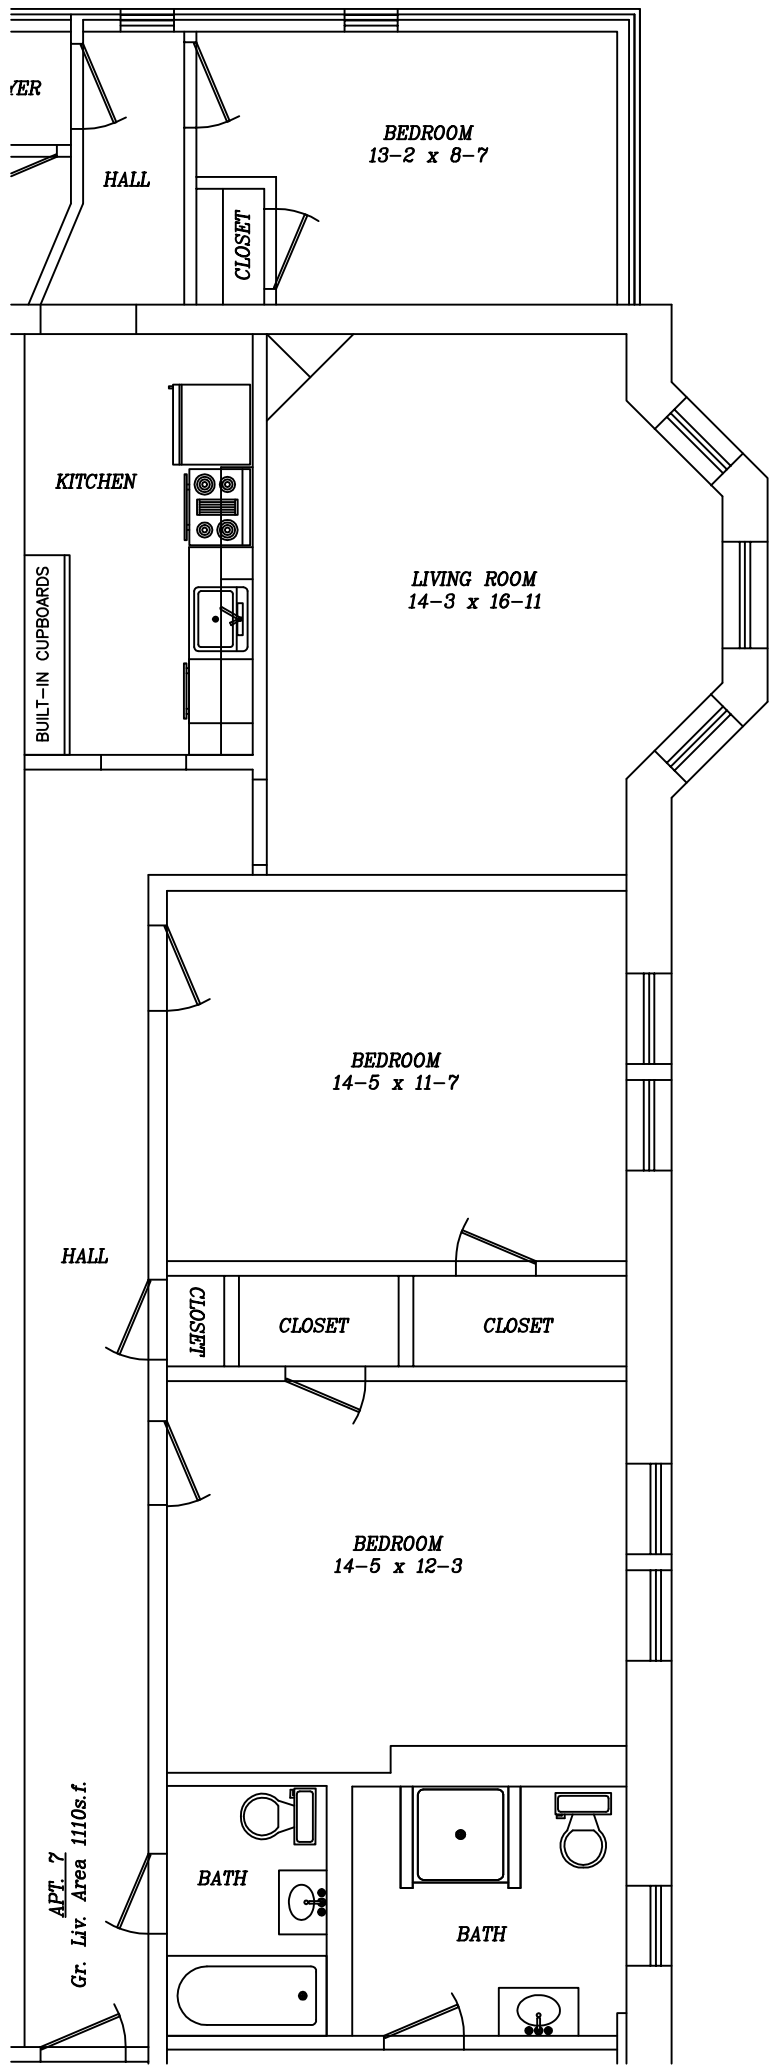 YER
BEDROOM
13-2 x 8-7
HALL
CLOSET
KITCHEN
LIVING ROOM
14-3 x 16-11
BUILT-IN CUPBOARDS
BEDROOM
14-5 x 11-7
HALL
CLOSET
CLOSET
CLOSET
BEDROOM
14-5 x 12-3
APT. 7
Gr. Liv. Area 1110s.f.
BATH
BATH